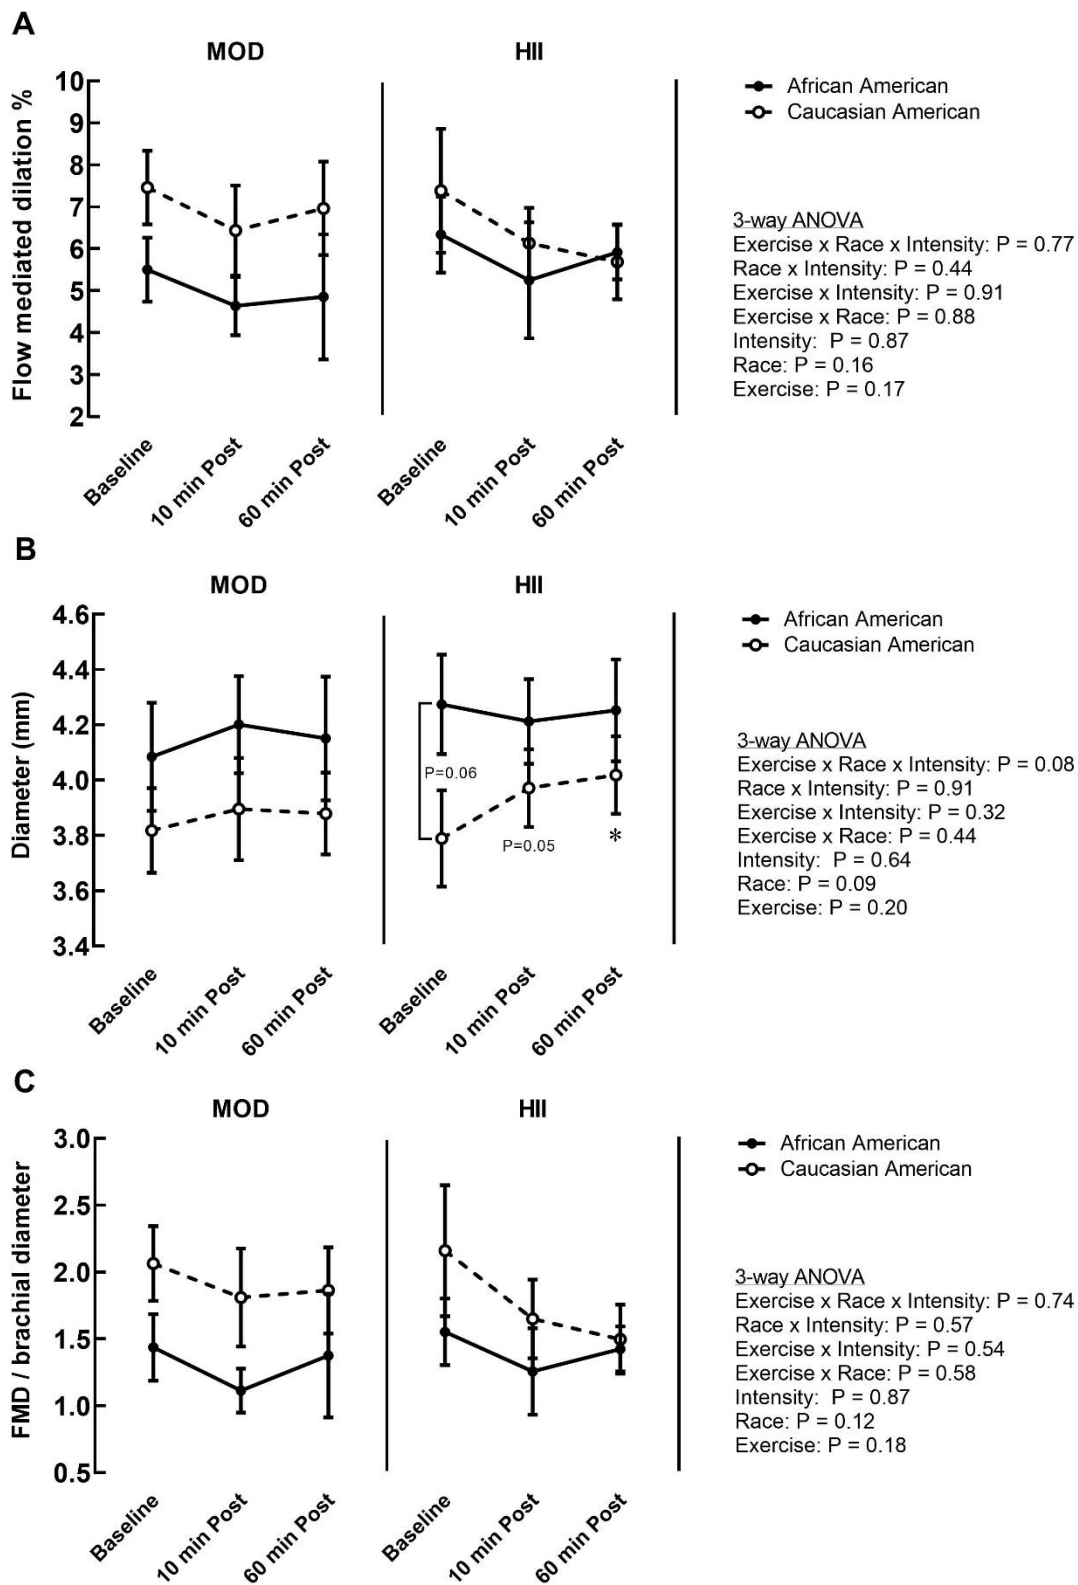 A
MOD
HII
Flow mediated dilation %
10
9
8
7
6
5
4
3
2
Baseline
10 min Post
60 min Post
Baseline
10 min Post
60 min Post
African American
Caucasian American
3-way ANOVA
Exercise x Race x Intensity: P = 0.77
Race x Intensity: P = 0.44
Exercise x Intensity: P = 0.91
Exercise x Race: P = 0.88
Intensity:  P = 0.87
Race: P = 0.16
Exercise: P = 0.17
B
MOD
HII
Diameter (mm)
4.6
4.4
4.2
4.0
3.8
3.6
3.4
P=0.06
P=0.05
*
Baseline
10 min Post
60 min Post
Baseline
10 min Post
60 min Post
African American
Caucasian American
3-way ANOVA
Exercise x Race x Intensity: P = 0.08
Race x Intensity: P = 0.91
Exercise x Intensity: P = 0.32
Exercise x Race: P = 0.44
Intensity:  P = 0.64
Race: P = 0.09
Exercise: P = 0.20
C
MOD
HII
FMD / brachial diameter
3.0
2.5
2.0
1.5
1.0
0.5
Baseline
10 min Post
60 min Post
Baseline
10 min Post
60 min Post
African American
Caucasian American
3-way ANOVA
Exercise x Race x Intensity: P = 0.74
Race x Intensity: P = 0.57
Exercise x Intensity: P = 0.54
Exercise x Race: P = 0.58
Intensity:  P = 0.87
Race: P = 0.12
Exercise: P = 0.18